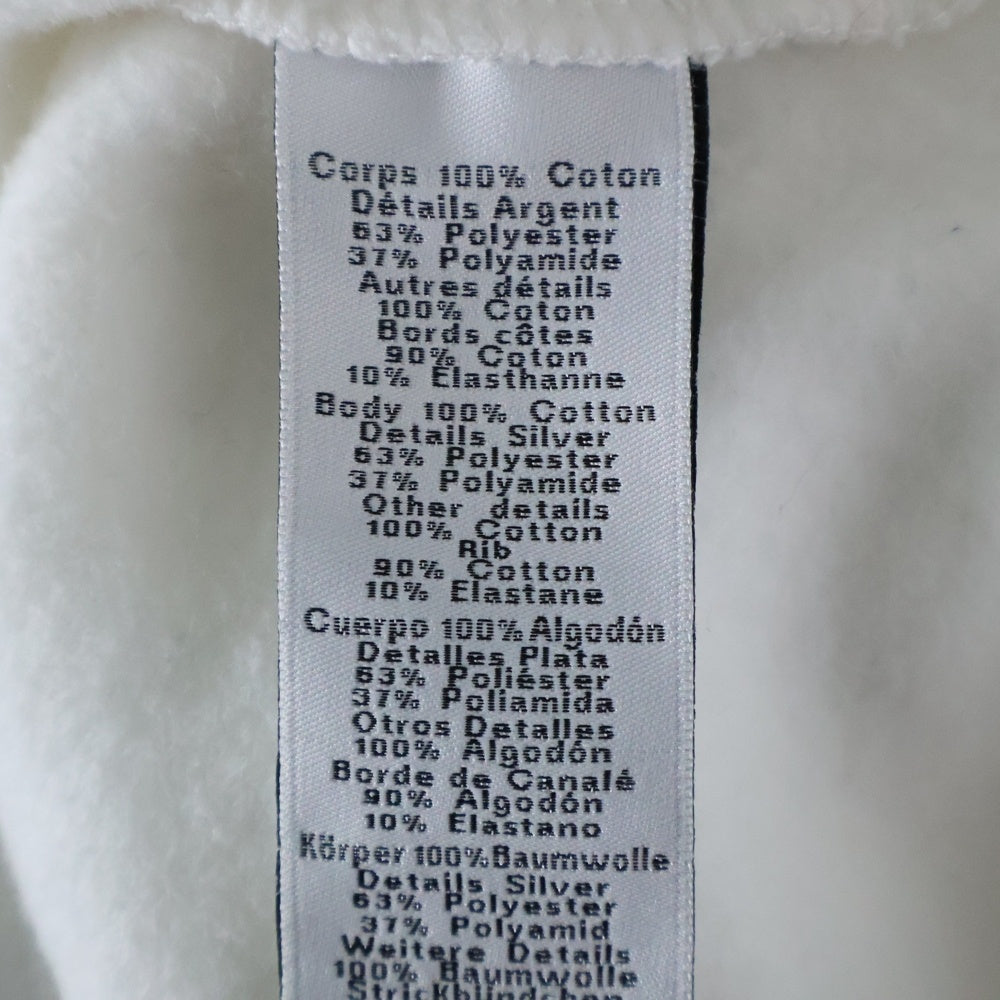 Corps 100% Coton
Détails Argent
63% Polyester
37% Polyamide
Autres détails
100% Coton
Bords côtes
90% Coton
10% Elasthanne
Body 100% Cotton
Details Silver
63% Polyester
37% Polyamide
Other details
100% Cotton
Rib
90% Cotton
10% Elastane
Cuerpo 100% Algodón
Detalles Plata
63% Poliéster
37% Poliamida
Otros Detalles
100% Algodón
Borde de Canalé
90% Algodón
10% Elastano
Körper 100% Baumwolle
Details Silver
63% Polyester
37% Polyamid
Weitere Details
100% Baumwolle